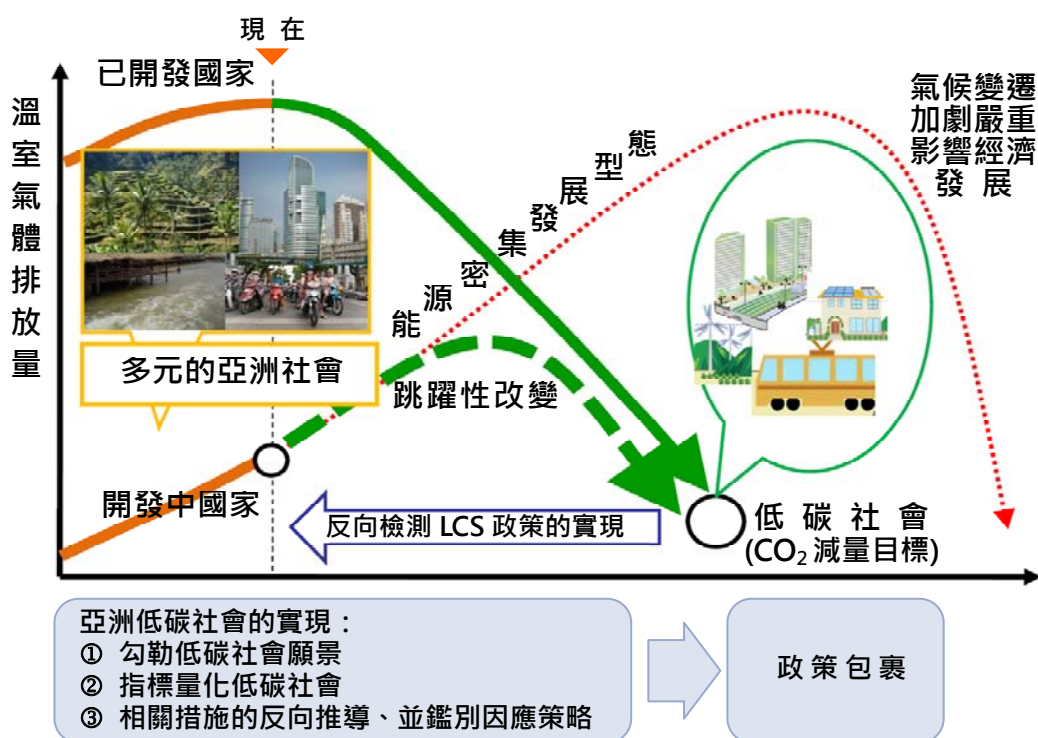 現 在
已開發國家
氣候變遷
加劇嚴重
影響經濟
發 展
溫室氣體排放量
能源密集發展型態
多元的亞洲社會
跳躍性改變
開發中國家
反向檢測 LCS 政策的實現
低 碳 社 會
(CO₂ 減量目標)
亞洲低碳社會的實現：
① 勾勒低碳社會願景
② 指標量化低碳社會
③ 相關措施的反向推導、並鑑別因應策略
政 策 包 裹